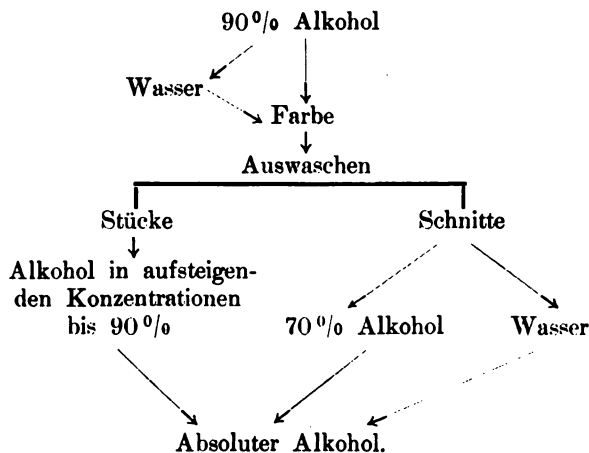 90% Alkohol
Wasser
Farbe
Auswaschen
Stücke Schnitte
Alkohol in aufsteigen-
den Konzentrationen
bis 90% 70% Alkohol Wasser
Absoluter Alkohol.